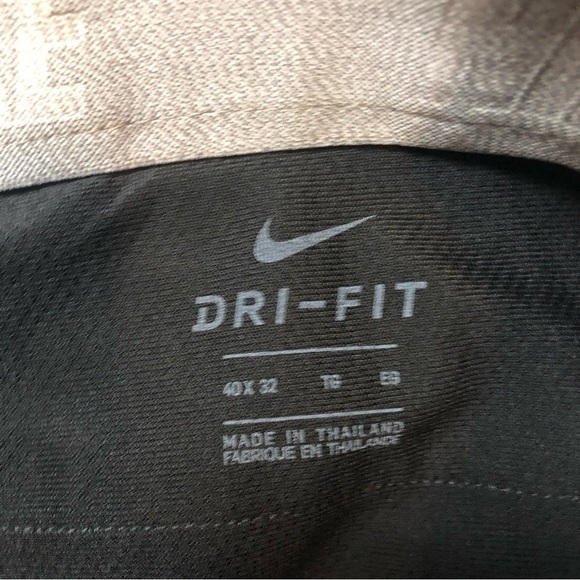 DRI-FIT
40 X 32 TG EG
MADE IN THAILAND
FABRIQUE EN THAILANDE